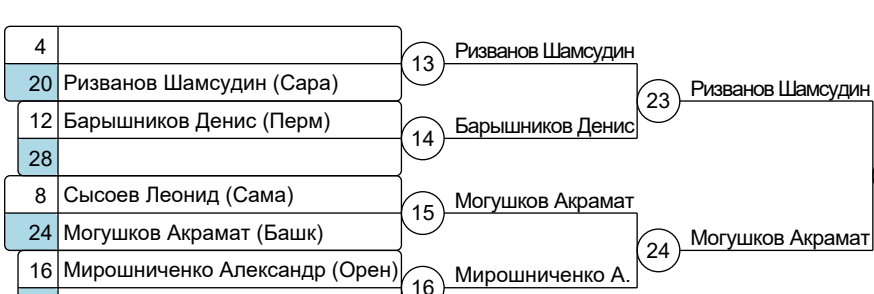 4
20 Ризванов Шамсудин (Сара)
12 Барышников Денис (Перм)
28
8 Сысоев Леонид (Сама)
24 Могушков Акрамат (Башк)
16 Мирошниченко Александр (Орен)
13 Ризванов Шамсудин
14 Барышников Денис
15 Могушков Акрамат
16 Мирошниченко А.
23 Ризванов Шамсудин
24 Могушков Акрамат